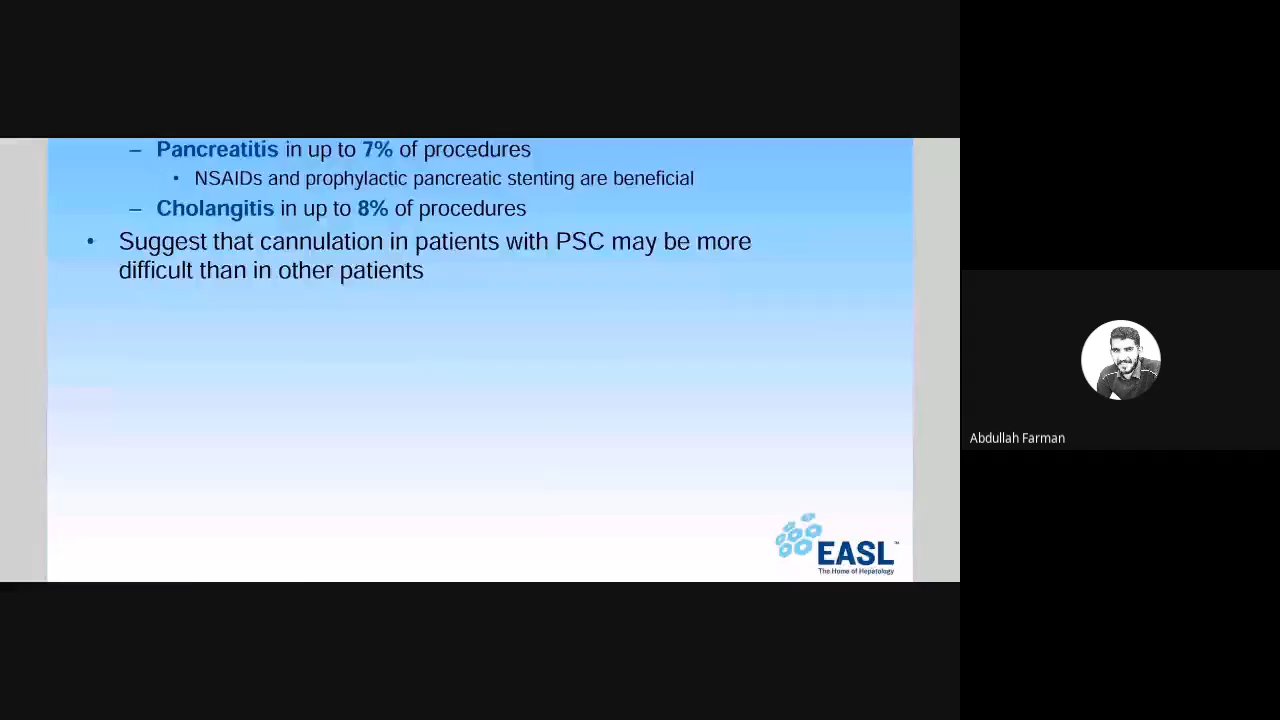 – Pancreatitis in up to 7% of procedures
• NSAIDs and prophylactic pancreatic stenting are beneficial
– Cholangitis in up to 8% of procedures
• Suggest that cannulation in patients with PSC may be more
difficult than in other patients
EASL™
The Home of Hepatology
Abdullah Farman